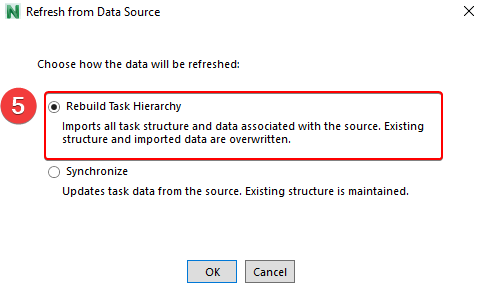 Refresh from Data Source
Choose how the data will be refreshed:
5
Rebuild Task Hierarchy
Imports all task structure and data associated with the source. Existing
structure and imported data are overwritten.
Synchronize
Updates task data from the source. Existing structure is maintained.
OK
Cancel